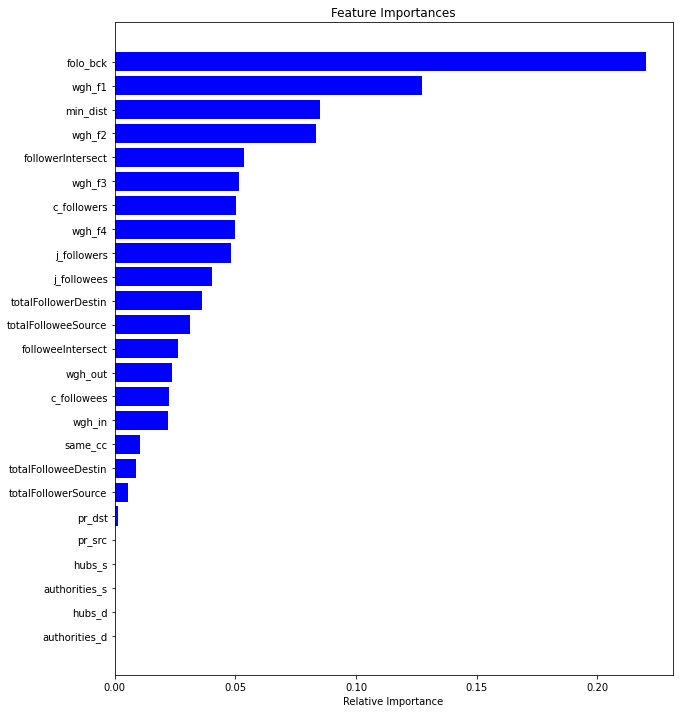 Feature Importances
folo_bck
wgh_f1
min_dist
wgh_f2
followerIntersect
wgh_f3
c_followers
wgh_f4
j_followers
j_followees
totalFollowerDestin
totalFolloweeSource
followeeIntersect
wgh_out
c_followees
wgh_in
same_cc
totalFolloweeDestin
totalFollowerSource
pr_dst
pr_src
hubs_s
authorities_s
hubs_d
authorities_d
0.00 0.05 0.10 0.15 0.20
Relative Importance